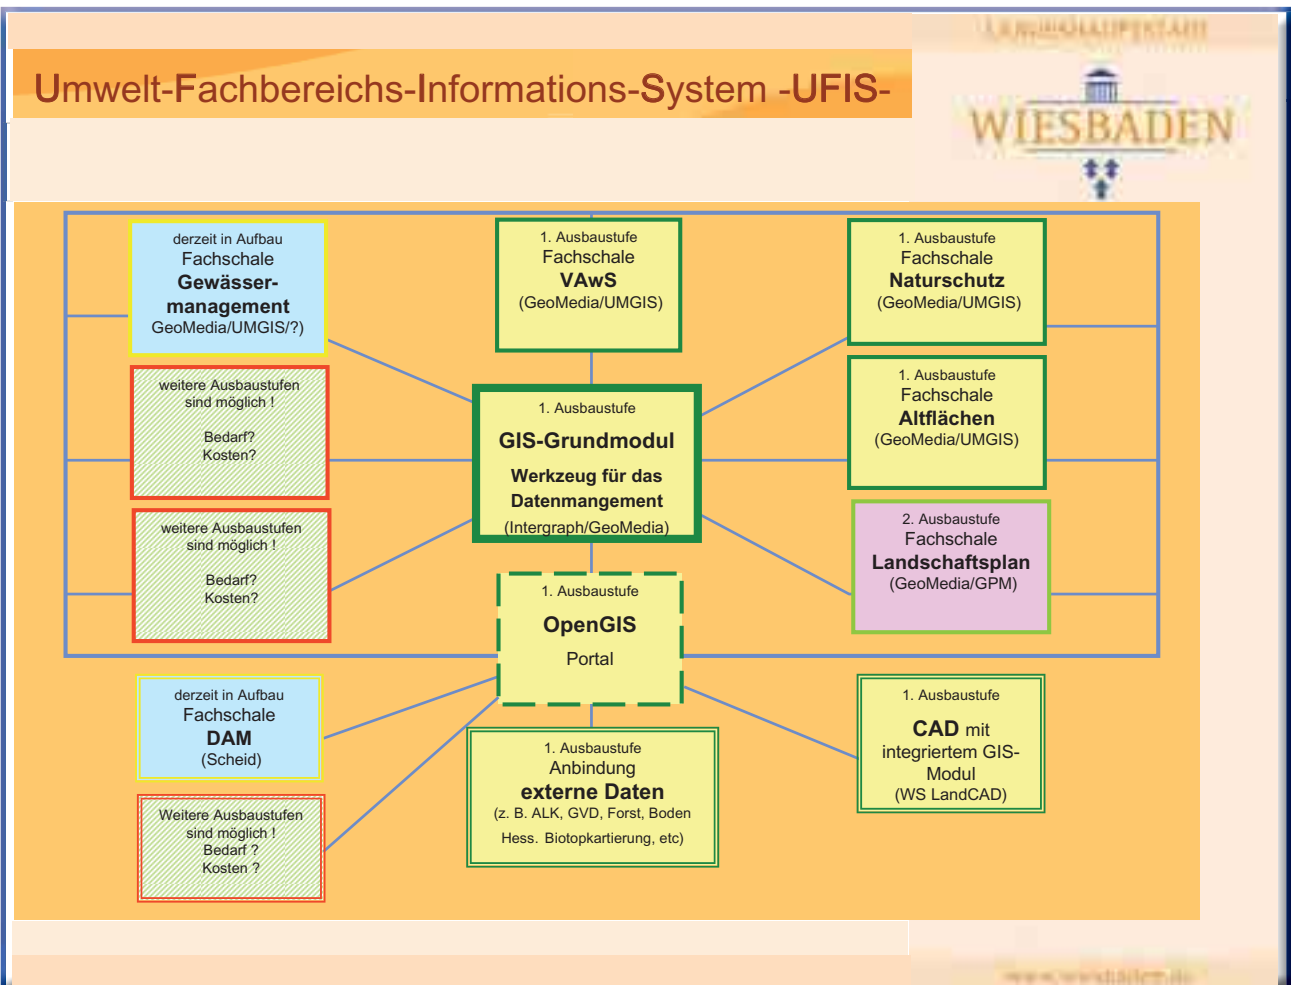 LANDESHAUPTSTADT
Umwelt-Fachbereichs-Informations-System -UFIS-
WIESBADEN
derzeit in Aufbau
Fachschale
Gewässer-
management
GeoMedia/UMGIS/?)
1. Ausbaustufe
Fachschale
VAwS
(GeoMedia/UMGIS)
1. Ausbaustufe
Fachschale
Naturschutz
(GeoMedia/UMGIS)
weitere Ausbaustufen
sind möglich !
Bedarf?
Kosten?
1. Ausbaustufe
GIS-Grundmodul
Werkzeug für das
Datenmangement
(Intergraph/GeoMedia)
1. Ausbaustufe
Fachschale
Altflächen
(GeoMedia/UMGIS)
weitere Ausbaustufen
sind möglich !
Bedarf?
Kosten?
2. Ausbaustufe
Fachschale
Landschaftsplan
(GeoMedia/GPM)
1. Ausbaustufe
OpenGIS
Portal
derzeit in Aufbau
Fachschale
DAM
(Scheid)
1. Ausbaustufe
Anbindung
externe Daten
(z. B. ALK, GVD, Forst, Boden
Hess. Biotopkartierung, etc)
1. Ausbaustufe
CAD mit
integriertem GIS-
Modul
(WS LandCAD)
Weitere Ausbaustufen
sind möglich !
Bedarf ?
Kosten ?
www.wiesbaden.de